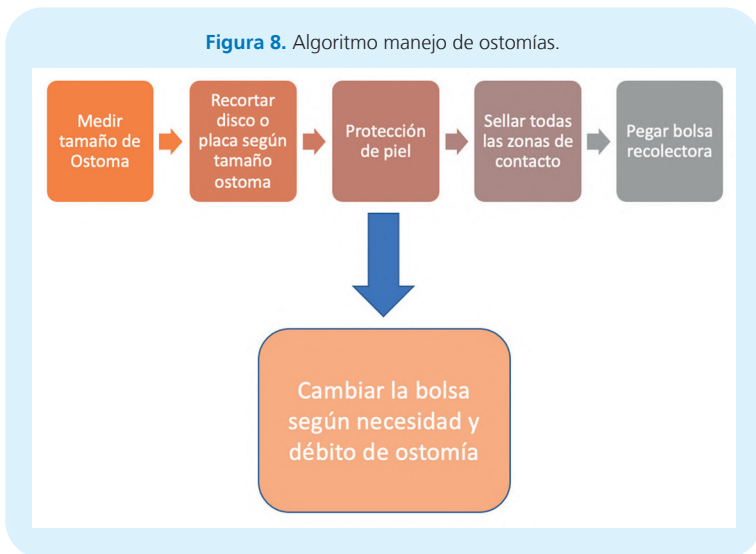 Figura 8. Algoritmo manejo de ostomías.
Medir
tamaño de
Ostoma
Recortar
disco o
placa según
tamaño
ostoma
Protección
de piel
Sellar todas
las zonas de
contacto
Pegar bolsa
recolectora
Cambiar la bolsa
según necesidad y
débito de ostomía